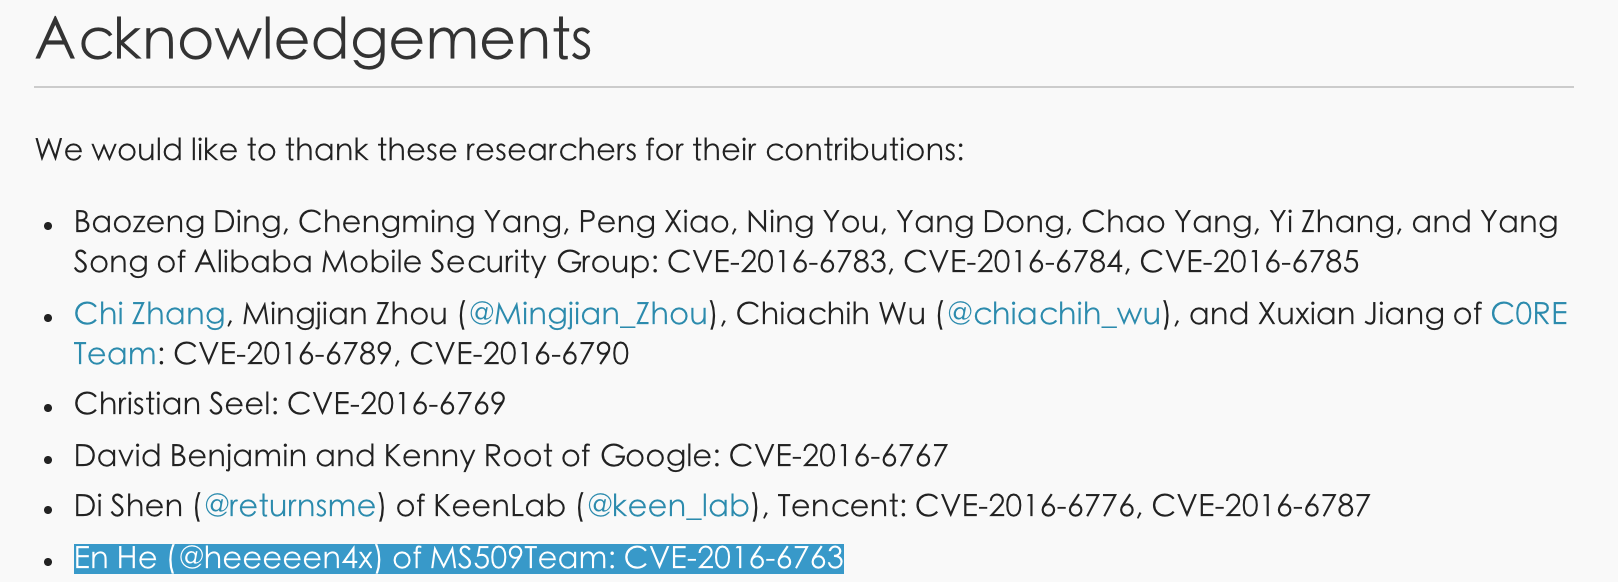 Acknowledgements
We would like to thank these researchers for their contributions:
Baozeng Ding, Chengming Yang, Peng Xiao, Ning You, Yang Dong, Chao Yang, Yi Zhang, and Yang
Song of Alibaba Mobile Security Group: CVE-2016-6783, CVE-2016-6784, CVE-2016-6785
Chi Zhang, Mingjian Zhou (@Mingjian_Zhou), Chiachih Wu (@chiachih_wu), and Xuxian Jiang of C0RE
Team: CVE-2016-6789, CVE-2016-6790
Christian Seel: CVE-2016-6769
David Benjamin and Kenny Root of Google: CVE-2016-6767
Di Shen (@returnsme) of KeenLab (@keen_lab), Tencent: CVE-2016-6776, CVE-2016-6787
En He (@heeeeen4x) of MS509Team: CVE-2016-6763